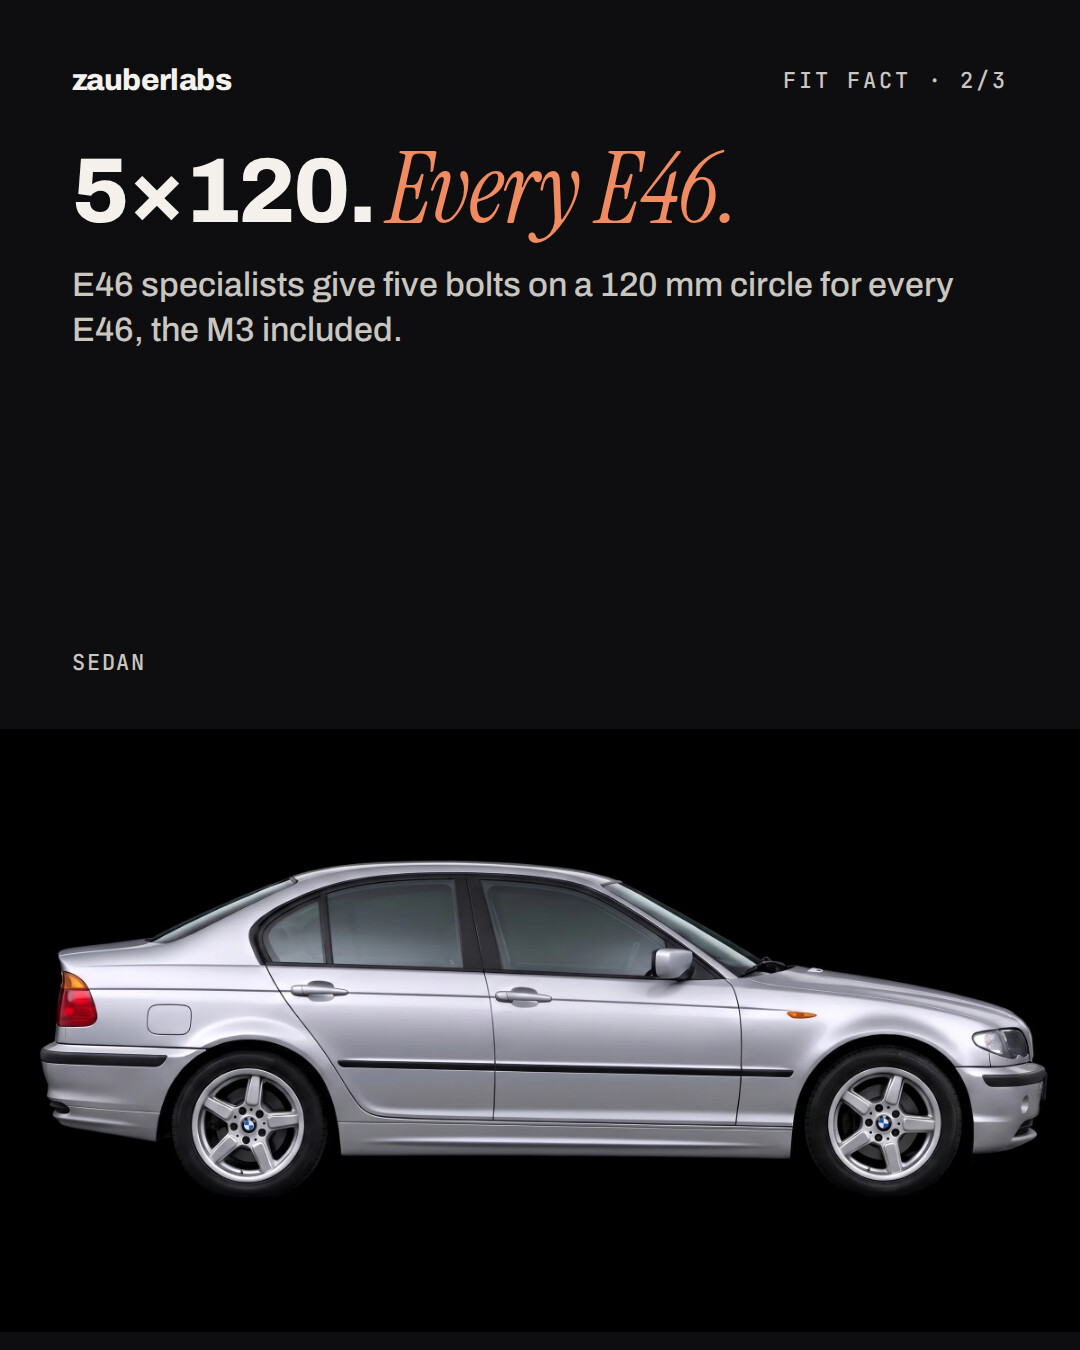 zauberlabs
FIT FACT · 2/3
5×120. Every E46.
E46 specialists give five bolts on a 120 mm circle for every
E46, the M3 included.
SEDAN